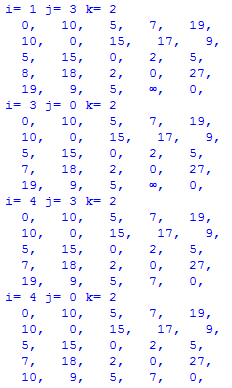 i= 1 j= 3 k= 2
0, 10, 5, 7, 19,
10, 0, 15, 17, 9,
5, 15, 0, 2, 5,
8, 18, 2, 0, 27,
19, 9, 5, ∞, 0,
i= 3 j= 0 k= 2
0, 10, 5, 7, 19,
10, 0, 15, 17, 9,
5, 15, 0, 2, 5,
7, 18, 2, 0, 27,
19, 9, 5, ∞, 0,
i= 4 j= 3 k= 2
0, 10, 5, 7, 19,
10, 0, 15, 17, 9,
5, 15, 0, 2, 5,
7, 18, 2, 0, 27,
19, 9, 5, 7, 0,
i= 4 j= 0 k= 2
0, 10, 5, 7, 19,
10, 0, 15, 17, 9,
5, 15, 0, 2, 5,
7, 18, 2, 0, 27,
10, 9, 5, 7, 0,